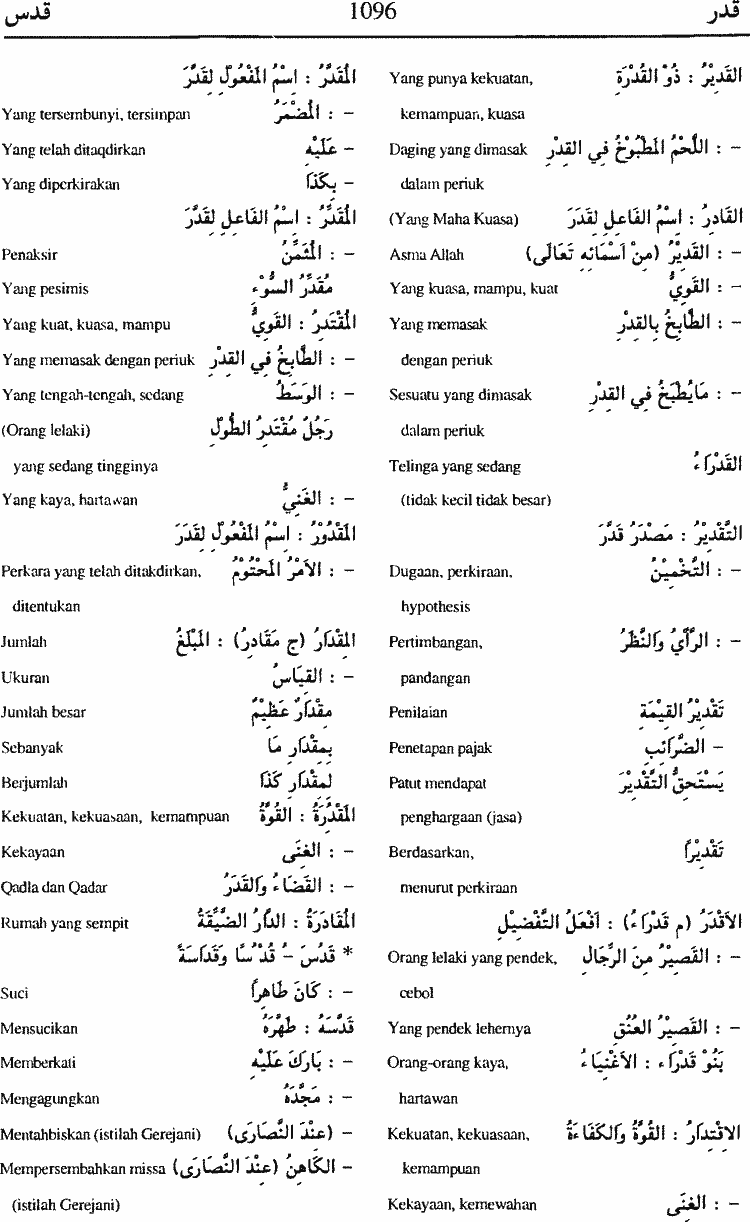 قدر 1096 قدس
القَدِيْرُ : ذُو القُدْرَةِ Yang punya kekuatan,
kemampuan, kuasa
- : اللَّحْمُ المَطْبُوْخُ فِي القِدْرِ Daging yang dimasak
dalam periuk
القَادِرُ : اِسْمُ الفَاعِلِ لِقَدَرَ (Yang Maha Kuasa)
- : القَدِيْرُ (مِنْ اَسْمَائِهِ تَعَالَى) Asma Allah
- : القَوِيُّ Yang kuasa, mampu, kuat
- : الطَّابِخُ بِالقِدْرِ Yang memasak
dengan periuk
- : مَايُطْبَخُ فِي القِدْرِ Sesuatu yang dimasak
dalam periuk
القَدْرَاءُ Telinga yang sedang
(tidak kecil tidak besar)
التَّقْدِيْرُ : مَصْدَرُ قَدَّرَ
- : التَّخْمِيْنُ Dugaan, perkiraan,
hypothesis
- : الرَّأْيُ وَالنَّظَرُ Pertimbangan,
pandangan
تَقْدِيْرُ القِيْمَةِ Penilaian
- الضَّرَائِبِ Penetapan pajak
يَسْتَحِقُّ التَّقْدِيْرَ Patut mendapat
penghargaan (jasa)
تَقْدِيْراً Berdasarkan,
menurut perkiraan
الاَقْدَرُ (م قَدْرَاءُ) : اَفْعَلُ التَّفْضِيْلِ
- : القَصِيْرُ مِنَ الرِّجَالِ Orang lelaki yang pendek,
cebol
- : القَصِيْرُ العُنُقِ Yang pendek lehernya
بَنُو قَدْرَاءَ : الاَغْنِيَاءُ Orang-orang kaya,
hartawan
الاِقْتِدَارُ : القُوَّةُ وَالكَفَاءَةُ Kekuatan, kekuasaan,
kemampuan
- : الغِنَى Kekayaan, kemewahan
المُقَدَّرُ : اِسْمُ المَفْعُوْلِ لِقَدَّرَ
- : المُضْمَرُ Yang tersembunyi, tersimpan
- عَلَيْهِ Yang telah ditaqdirkan
- بِكَذَا Yang diperkirakan
المُقَدِّرُ : اِسْمُ الفَاعِلِ لِقَدَّرَ
- : المُثَمِّنُ Penaksir
مُقَدِّرُ السُّوْءِ Yang pesimis
المُقْتَدِرُ : القَوِيُّ Yang kuat, kuasa, mampu
- : الطَّابِخُ فِي القِدْرِ Yang memasak dengan periuk
- : الوَسَطُ Yang tengah-tengah, sedang
رَجُلٌ مُقْتَدِرُ الطُّوْلِ (Orang lelaki)
yang sedang tingginya
- : الغَنِيُّ Yang kaya, hartawan
المَقْدُوْرُ : اِسْمُ المَفْعُوْلِ لِقَدَرَ
- : الاَمْرُ المَحْتُوْمُ Perkara yang telah ditakdirkan,
ditentukan
المِقْدَارُ (ج مَقَادِرُ) : المَبْلَغُ Jumlah
- : القِيَاسُ Ukuran
مِقْدَارٌ عَظِيْمٌ Jumlah besar
بِمِقْدَارِ مَا Sebanyak
لِمِقْدَارِ كَذَا Berjumlah
المَقْدِرَةُ : القُوَّةُ Kekuatan, kekuasaan, kemampuan
- : الغِنَى Kekayaan
- : القَضَاءُ وَالقَدَرُ Qadla dan Qadar
المُقَادَرَةُ : الدَّارُ الضَّيِّقَةُ Rumah yang sempit
* قَدُسَ - قُدْسًا وَقَدَاسَةً
- : كَانَ طَاهِراً Suci
قَدَّسَهُ : طَهَّرَهُ Mensucikan
- : بَارَكَ عَلَيْهِ Memberkati
- : مَجَّدَهُ Mengagungkan
- (عِنْدَ النَّصَارَى) Mentahbiskan (istilah Gerejani)
- الكَاهِنُ (عِنْدَ النَّصَارَى) Mempersembahkan missa
(istilah Gerejani)